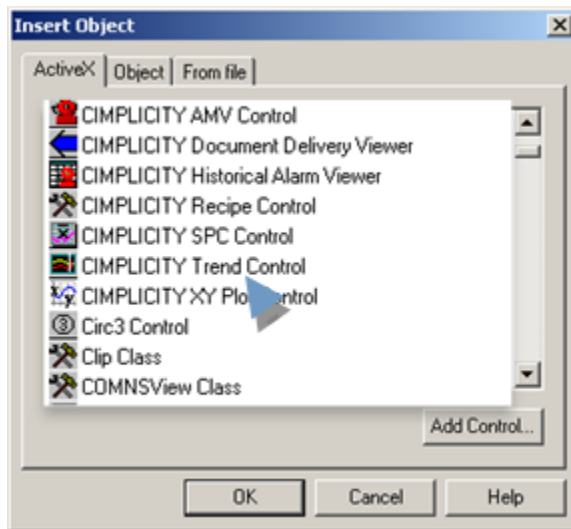 Insert Object
ActiveX Object From file
CIMPLICITY AMV Control
CIMPLICITY Document Delivery Viewer
CIMPLICITY Historical Alarm Viewer
CIMPLICITY Recipe Control
CIMPLICITY SPC Control
CIMPLICITY Trend Control
CIMPLICITY XY Plot Control
Circ3 Control
Clip Class
COMNSView Class
Add Control...
OK Cancel Help